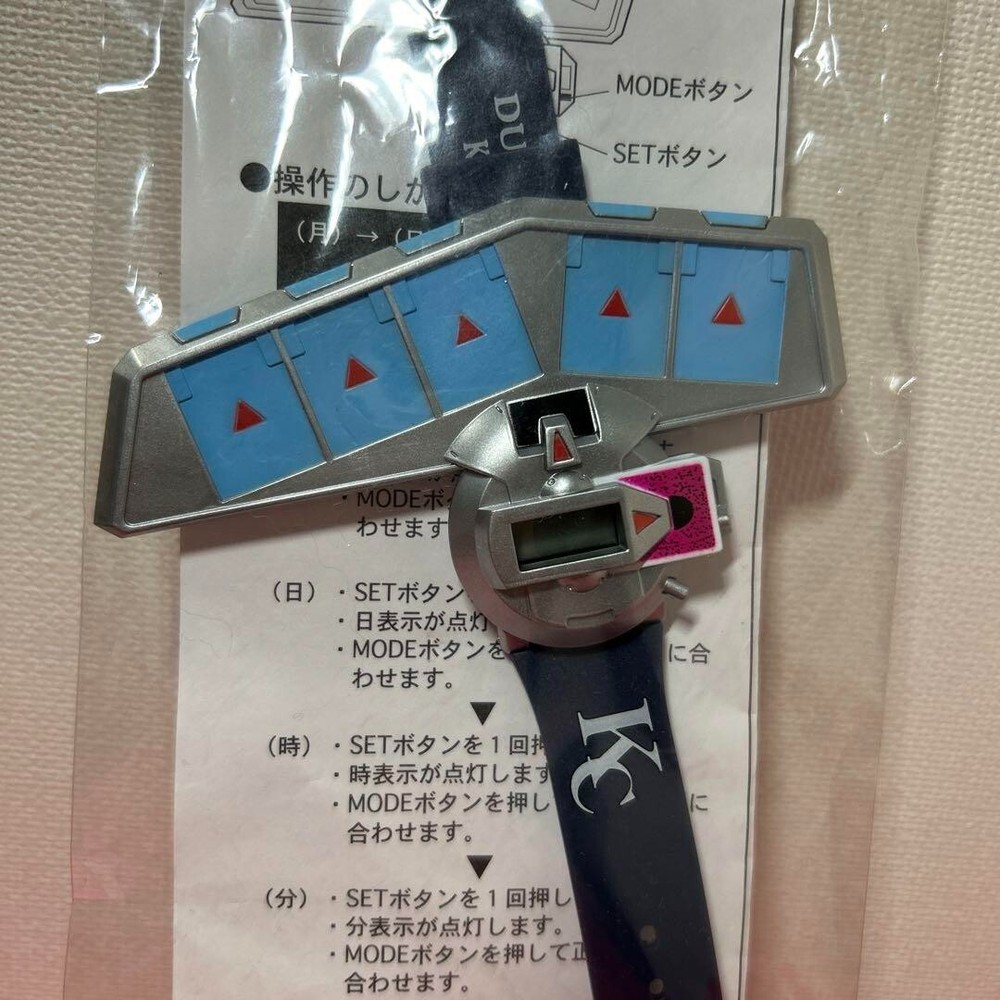 MODEボタン
SETボタン
DU
K
●操作のしか
（月）→（日
・MODEボ
わせます
（日）・SETボタン
・日表示が点灯
・MODEボタンを
に合
わせます。
▼
（時）・SETボタンを1回押
・時表示が点灯します
・MODEボタンを押し
に
合わせます。
▼
（分）・SETボタンを1回押し
・分表示が点灯します。
・MODEボタンを押して正
合わせます。
KC